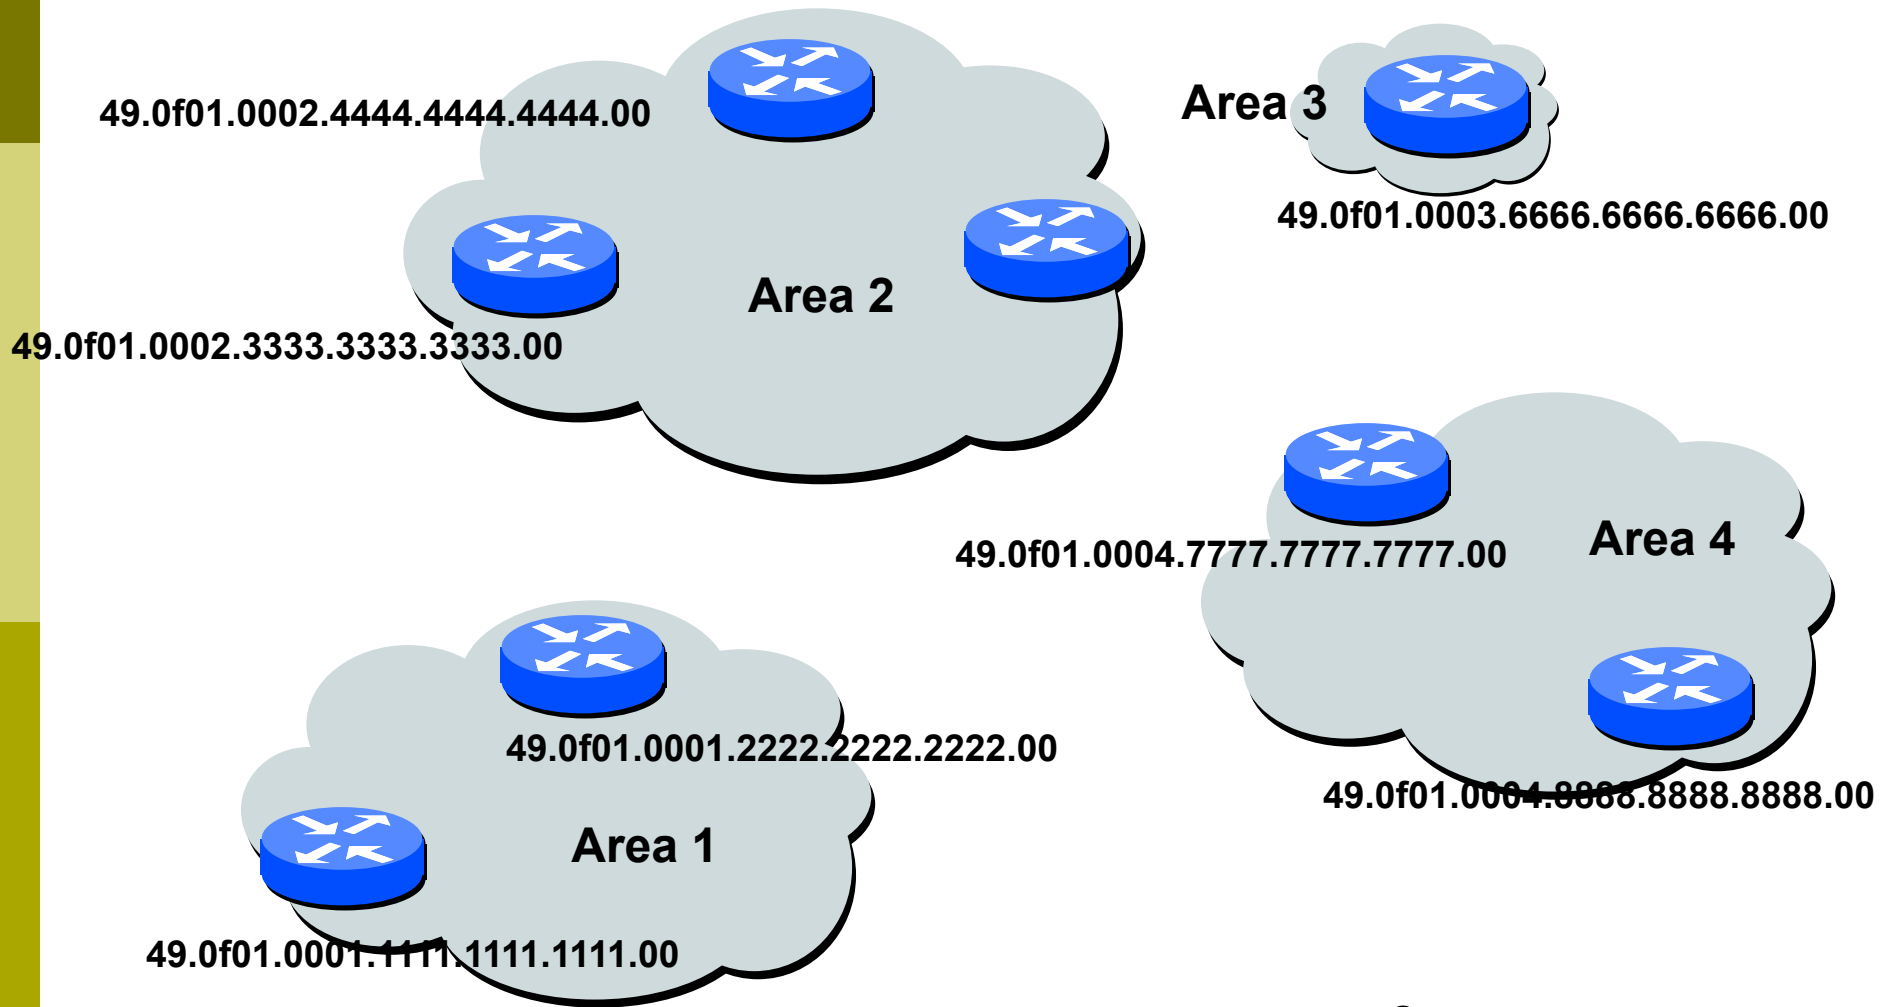 49.0f01.0002.4444.4444.4444.00
Area 3
49.0f01.0003.6666.6666.6666.00
Area 2
49.0f01.0002.3333.3333.3333.00
Area 4
49.0f01.0004.7777.7777.7777.00
49.0f01.0001.2222.2222.2222.00
49.0f01.0004.8888.8888.8888.00
Area 1
49.0f01.0001.1111.1111.1111.00